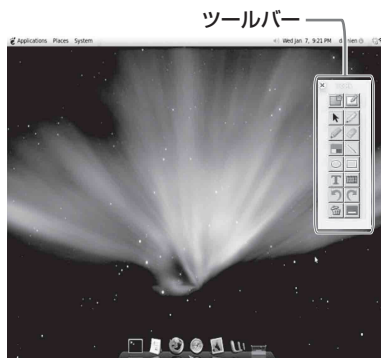 ツールバー
Applications Places System
Wed Jan 7, 9:21 PM
T